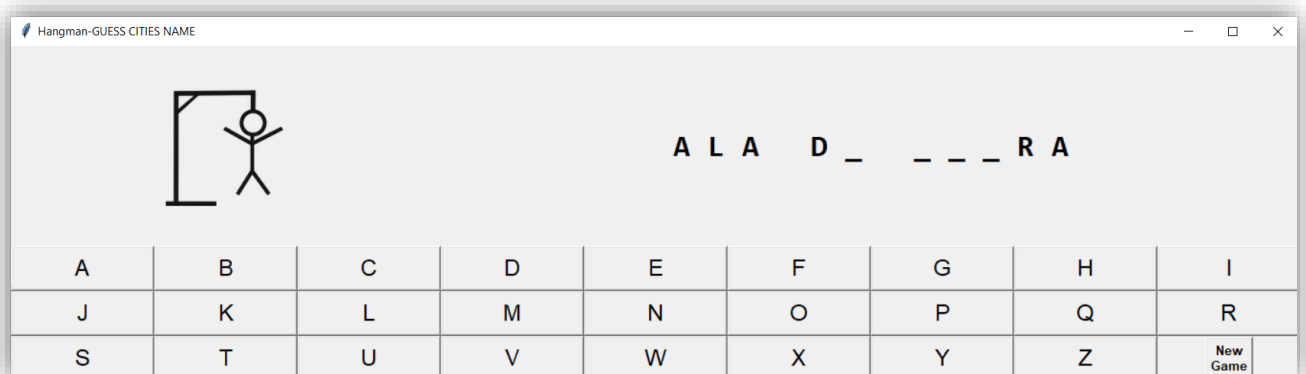 Hangman-GUESS CITIES NAME
A L A D _ _ _ _ R A
A B C D E F G H I
J K L M N O P Q R
S T U V W X Y Z New
Game